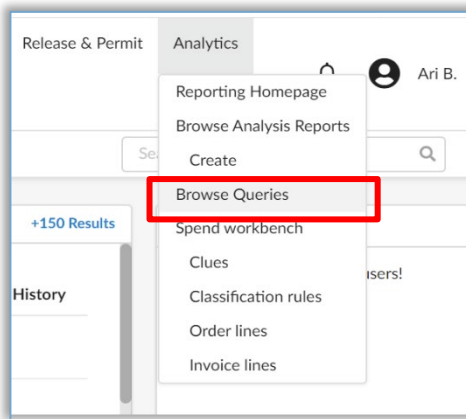 Release & Permit Analytics
Ari B.
Reporting Homepage
Browse Analysis Reports
Create
Browse Queries
+150 Results
Spend workbench
Clues
users!
History
Classification rules
Order lines
Invoice lines